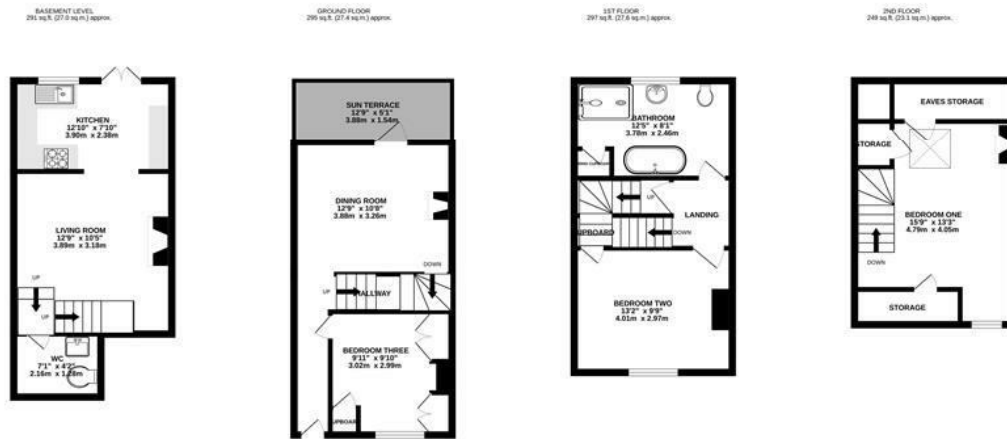 BASEMENT LEVEL
291 sq.ft. (27.0 sq.m.) approx.
KITCHEN
12'10" x 7'10"
3.90m x 2.38m
LIVING ROOM
12'9" x 10'5"
3.89m x 3.18m
UP
UP
WC
7'1" x 4'2"
2.16m x 1.28m
GROUND FLOOR
295 sq.ft. (27.4 sq.m.) approx.
SUN TERRACE
12'9" x 5'1"
3.88m x 1.54m
DINING ROOM
12'9" x 10'8"
3.88m x 3.26m
DOWN
UP
HALLWAY
BEDROOM THREE
9'11" x 9'10"
3.02m x 2.99m
UPBOARD
1ST FLOOR
297 sq.ft. (27.6 sq.m.) approx.
BATHROOM
12'5" x 8'1"
3.78m x 2.46m
UP
LANDING
UPBOARD
DOWN
BEDROOM TWO
13'2" x 9'9"
4.01m x 2.97m
2ND FLOOR
249 sq.ft. (23.1 sq.m.) approx.
EAVES STORAGE
STORAGE
BEDROOM ONE
15'9" x 13'3"
4.79m x 4.05m
DOWN
STORAGE